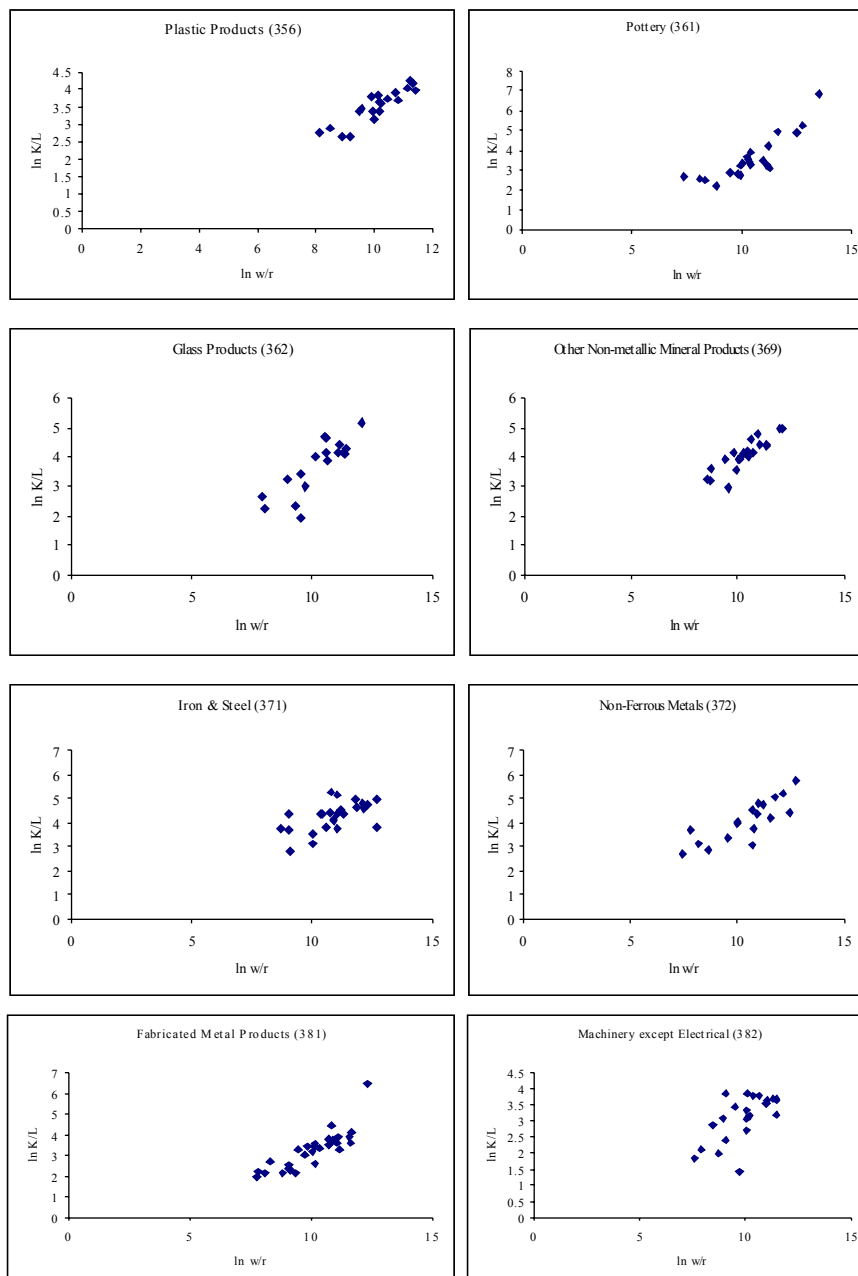 Plastic Products (356)
4.5
4
3.5
3
2.5
2
1.5
1
0.5
0
ln K/L
0 2 4 6 8 10 12
ln w/r
Pottery (361)
8
7
6
5
4
3
2
1
0
ln K/L
0 5 10 15
ln w/r
Glass Products (362)
6
5
4
3
2
1
0
ln K/L
0 5 10 15
ln w/r
Other Non-metallic Mineral Products (369)
6
5
4
3
2
1
0
ln K/L
0 5 10 15
ln w/r
Iron & Steel (371)
7
6
5
4
3
2
1
0
ln K/L
0 5 10 15
ln w/r
Non-Ferrous Metals (372)
7
6
5
4
3
2
1
0
ln K/L
0 5 10 15
ln w/r
Fabricated Metal Products (381)
7
6
5
4
3
2
1
0
ln K/L
0 5 10 15
ln w/r
Machinery except Electrical (382)
4.5
4
3.5
3
2.5
2
1.5
1
0.5
0
ln K/L
0 5 10 15
ln w/r